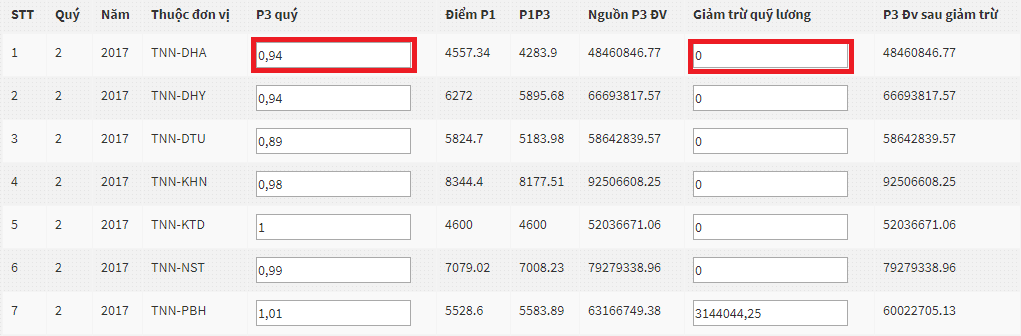 STT Quý Năm Thuộc đơn vị P3 quý Điểm P1 P1P3 Nguồn P3 ĐV Giảm trừ quỹ lương P3 Đv sau giảm trừ
1 2 2017 TNN-DHA 0,94 4557.34 4283.9 48460846.77 0 48460846.77
2 2 2017 TNN-DHY 0,94 6272 5895.68 66693817.57 0 66693817.57
3 2 2017 TNN-DTU 0,89 5824.7 5183.98 58642839.57 0 58642839.57
4 2 2017 TNN-KHN 0,98 8344.4 8177.51 92506608.25 0 92506608.25
5 2 2017 TNN-KTD 1 4600 4600 52036671.06 0 52036671.06
6 2 2017 TNN-NST 0,99 7079.02 7008.23 79279338.96 0 79279338.96
7 2 2017 TNN-PBH 1,01 5528.6 5583.89 63166749.38 3144044,25 60022705.13